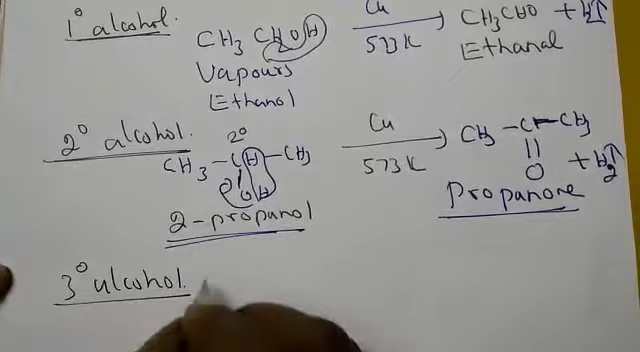 1° alcohol. CH3 CH2OH Cu 573K CH3CHO + H2↑
Vapours Ethanal
Ethanol
2° alcohol. 2° Cu
CH3 – CH – CH3 573K CH3 – C – CH3
OH || + H2↑
O
2-propanol Propanone
3° alcohol.